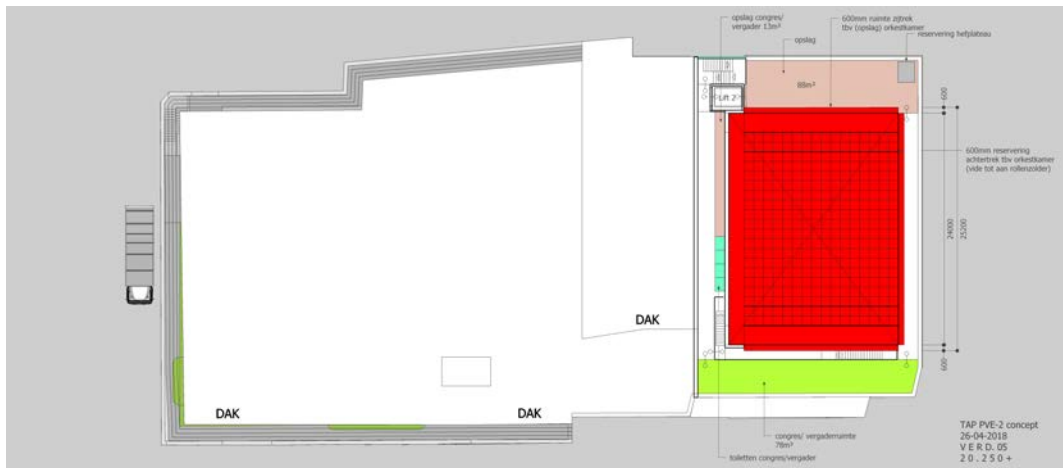 opslag congres/
vergader 13m²
600mm ruimte zijtrek
tbv (opslag) orkestkamer
opslag
reservering hefplateau
88m²
Lift 2
600
600mm reservering
achtertrek tbv orkestkamer
(vide tot aan rollenzolder)
24000
25200
DAK
600
DAK
DAK
congres/ vergaderruimte
78m²
toiletten congres/vergader
TAP PVE-2 concept
26-04-2018
V E R D. 05
2 0 . 2 5 0 +